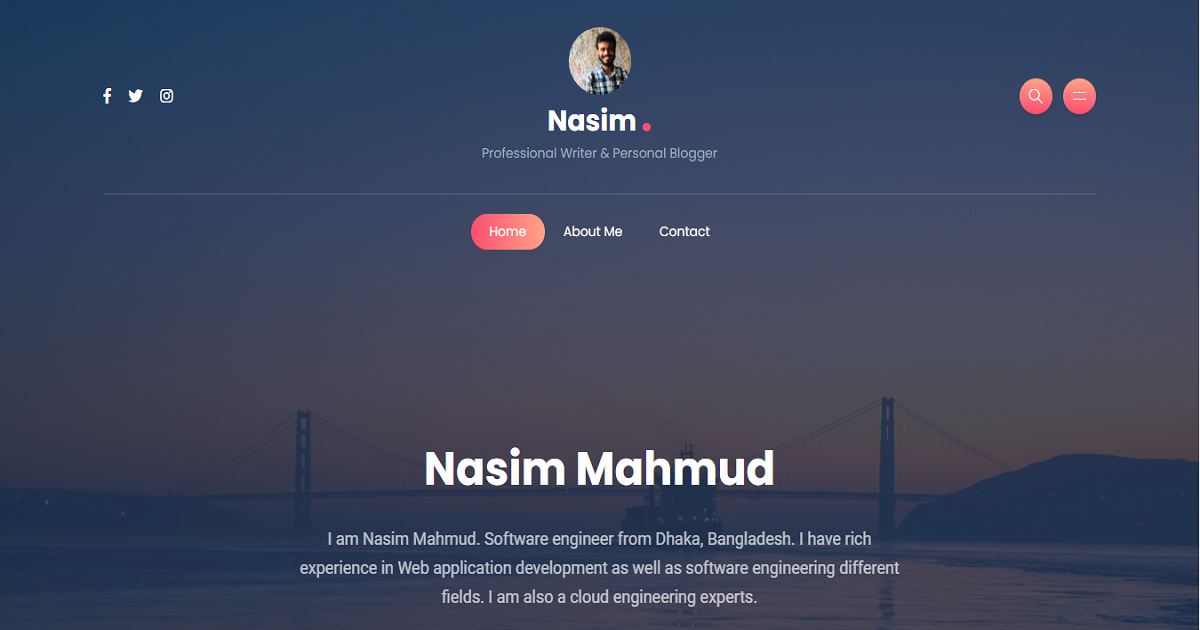 Nasim.
Professional Writer & Personal Blogger
Home
About Me
Contact
Nasim Mahmud
I am Nasim Mahmud. Software engineer from Dhaka, Bangladesh. I have rich
experience in Web application development as well as software engineering different
fields. I am also a cloud engineering experts.